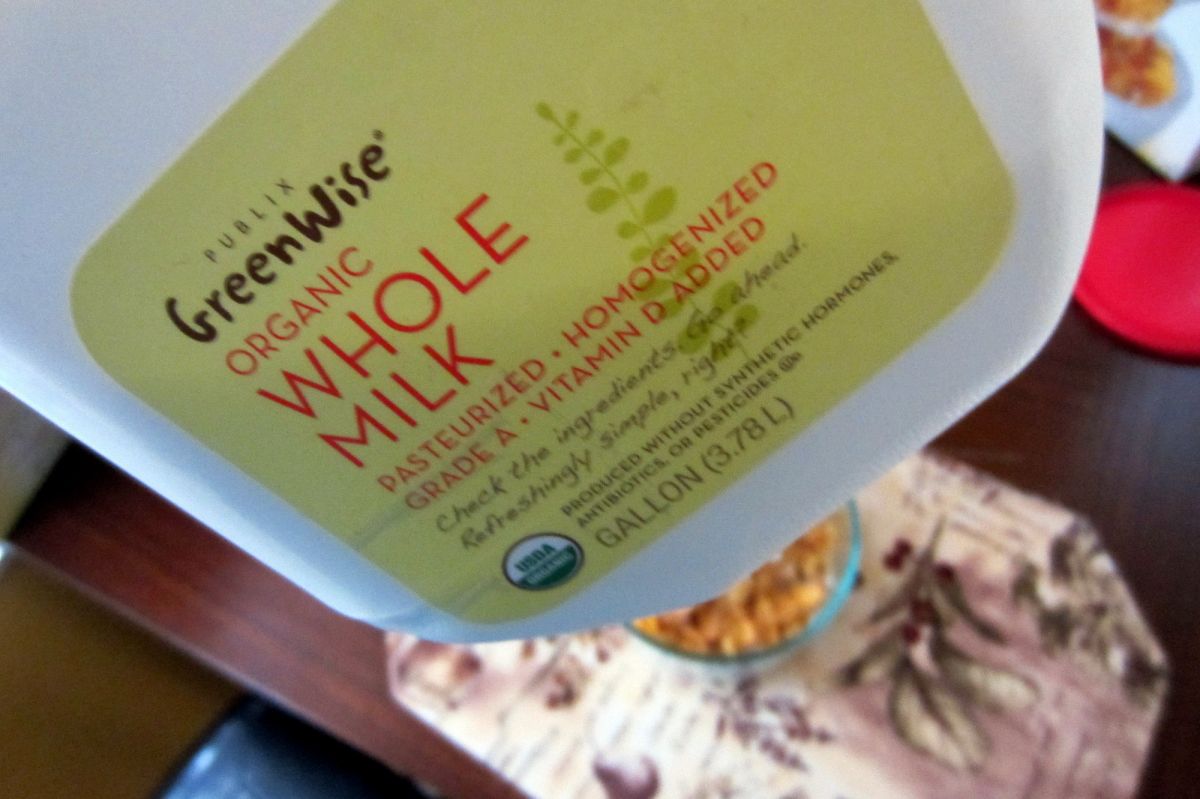 PUBLIX
GreenWise®
ORGANIC
WHOLE
MILK
PASTEURIZED • HOMOGENIZED
GRADE A • VITAMIN D ADDED
Check the ingredients. Go ahead.
Refreshingly simple, right?
PRODUCED WITHOUT SYNTHETIC HORMONES,
ANTIBIOTICS, OR PESTICIDES
GALLON (3.78 L)
USDA
ORGANIC